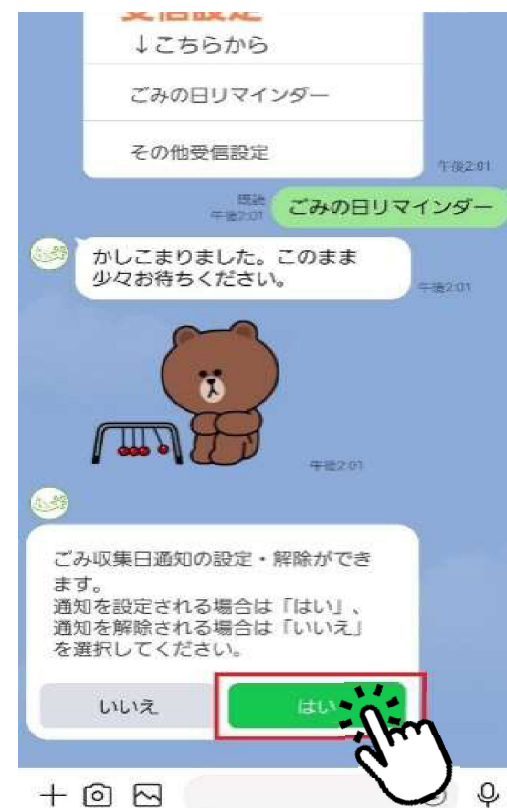 受信設定
↓こちらから
ごみの日リマインダー
その他受信設定
午後2:01
既読
午後2:01
ごみの日リマインダー
かしこまりました。このまま
少々お待ちください。
午後2:01
午後2:01
ごみ収集日通知の設定・解除ができ
ます。
通知を設定される場合は「はい」、
通知を解除される場合は「いいえ」
を選択してください。
いいえ
はい